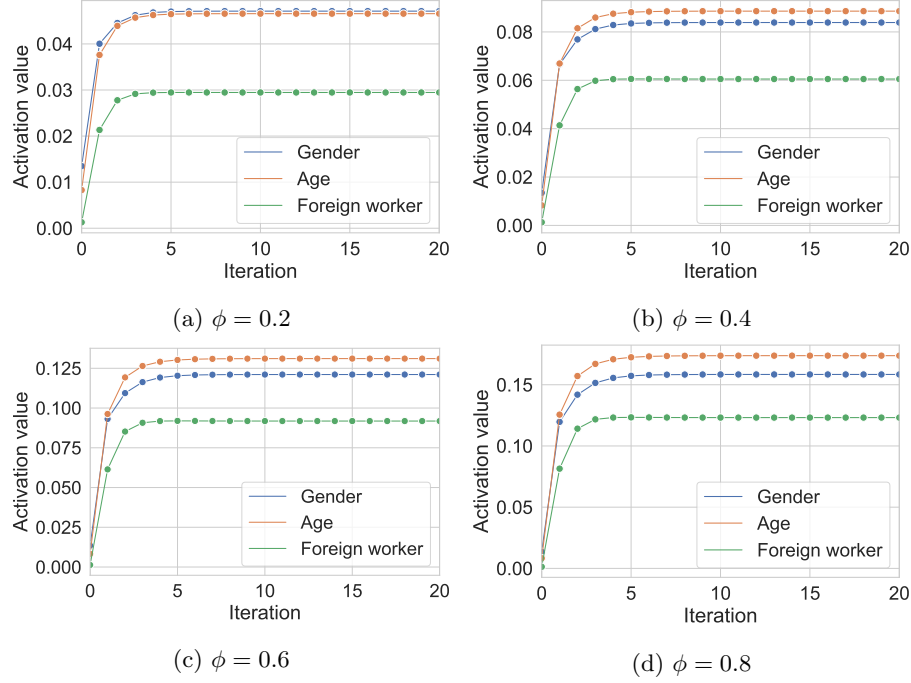 Activation value
0.04
0.03
0.02
0.01
0.00
0 5 10 15 20
Iteration
Gender
Age
Foreign worker
(a) ϕ = 0.2
Activation value
0.08
0.06
0.04
0.02
0.00
0 5 10 15 20
Iteration
Gender
Age
Foreign worker
(b) ϕ = 0.4
Activation value
0.125
0.100
0.075
0.050
0.025
0.000
0 5 10 15 20
Iteration
Gender
Age
Foreign worker
(c) ϕ = 0.6
Activation value
0.15
0.10
0.05
0.00
0 5 10 15 20
Iteration
Gender
Age
Foreign worker
(d) ϕ = 0.8